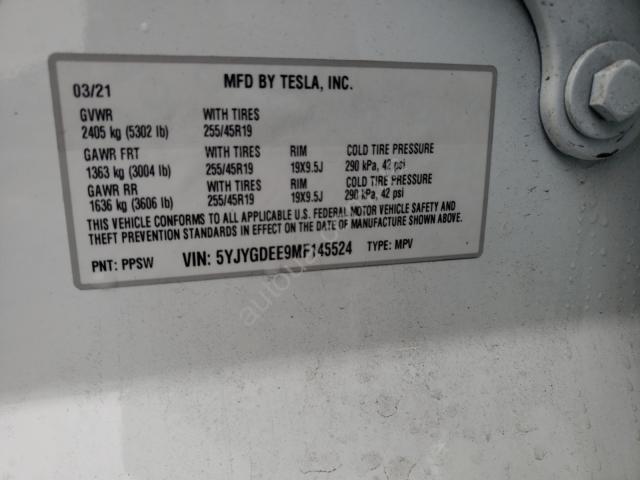 03/21 MFD BY TESLA, INC.
GVWR WITH TIRES
2405 kg (5302 lb) 255/45R19
GAWR FRT WITH TIRES RIM COLD TIRE PRESSURE
1363 kg (3004 lb) 255/45R19 19X9.5J 290 kPa, 42 psi
GAWR RR WITH TIRES RIM COLD TIRE PRESSURE
1636 kg (3606 lb) 255/45R19 19X9.5J 290 kPa, 42 psi
THIS VEHICLE CONFORMS TO ALL APPLICABLE U.S. FEDERAL MOTOR VEHICLE SAFETY AND
THEFT PREVENTION STANDARDS IN EFFECT ON THE DATE OF MANUFACTURE SHOWN ABOVE.
PNT: PPSW VIN: 5YJYGDEE9MF145524 TYPE: MPV